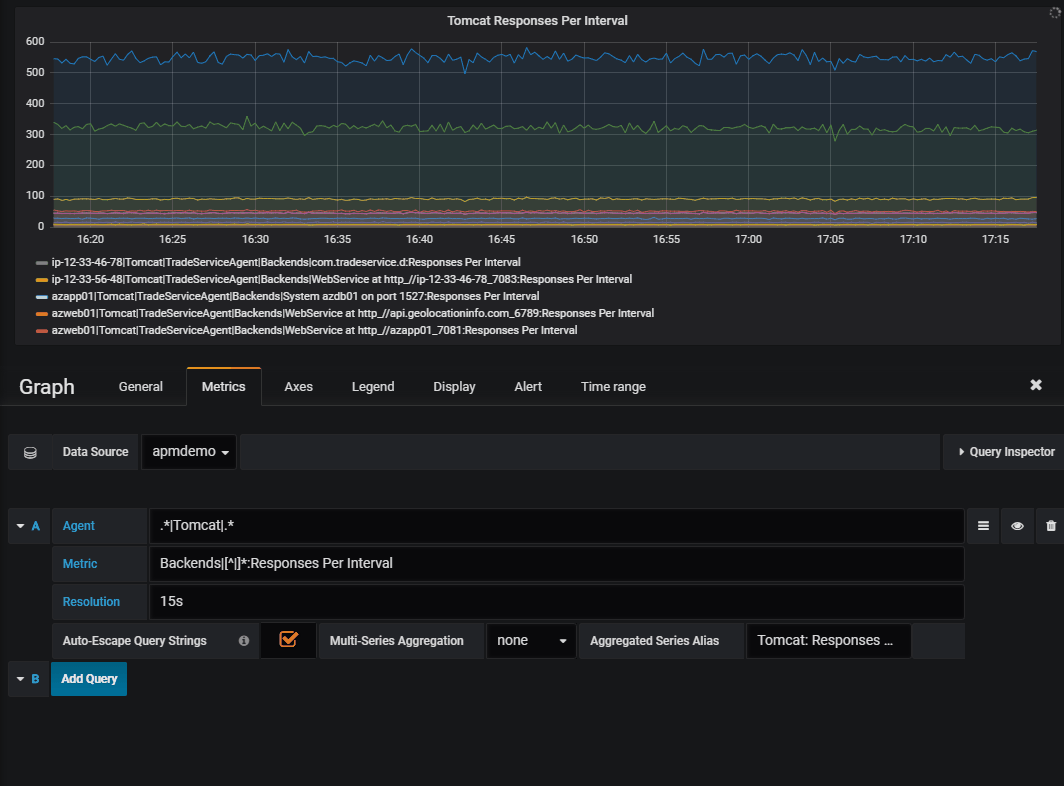 Tomcat Responses Per Interval
600
500
400
300
200
100
0
16:20 16:25 16:30 16:35 16:40 16:45 16:50 16:55 17:00 17:05 17:10 17:15
ip-12-33-46-78|Tomcat|TradeServiceAgent|Backends|com.tradeservice.d:Responses Per Interval
ip-12-33-56-48|Tomcat|TradeServiceAgent|Backends|WebService at http_//ip-12-33-46-78_7083:Responses Per Interval
azapp01|Tomcat|TradeServiceAgent|Backends|System azdb01 on port 1527:Responses Per Interval
azweb01|Tomcat|TradeServiceAgent|Backends|WebService at http_//api.geolocationinfo.com_6789:Responses Per Interval
azweb01|Tomcat|TradeServiceAgent|Backends|WebService at http_//azapp01_7081:Responses Per Interval
Graph General Metrics Axes Legend Display Alert Time range
Data Source apmdemo Query Inspector
A Agent .*|Tomcat|.*
Metric Backends|[^|]*:Responses Per Interval
Resolution 15s
Auto-Escape Query Strings Multi-Series Aggregation none Aggregated Series Alias Tomcat: Responses ...
B Add Query